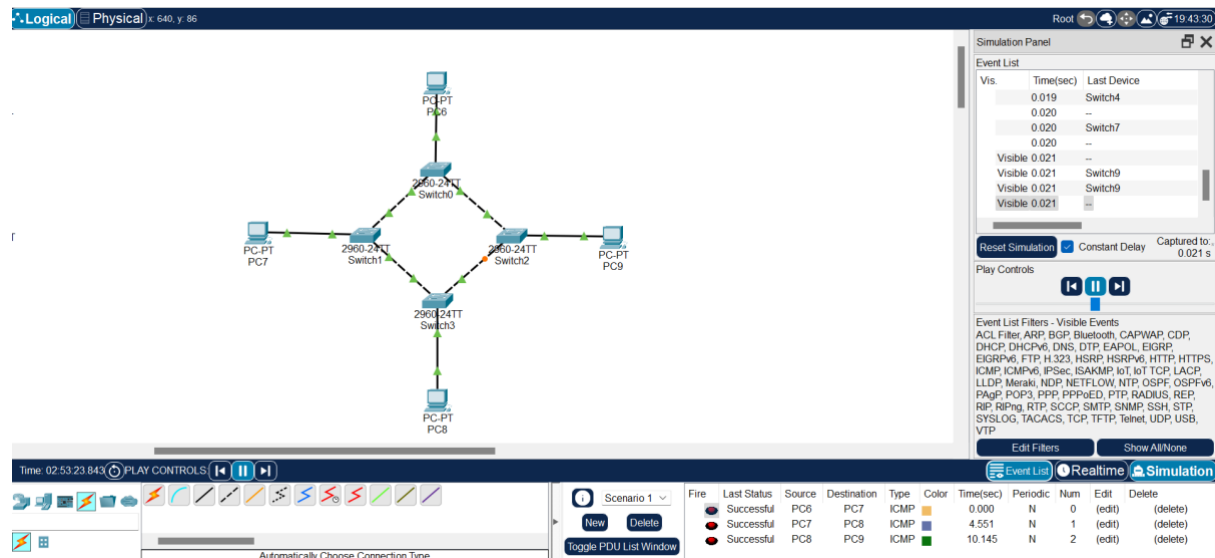 Logical Physical x: 640, y: 86 Root 19:43:30
Simulation Panel
Event List
Vis. Time(sec) Last Device
0.019 Switch4
0.020 --
0.020 Switch7
0.020 --
Visible 0.021 --
Visible 0.021 Switch9
Visible 0.021 Switch9
Visible 0.021 --
Reset Simulation Constant Delay Captured to:,
0.021 s
Play Controls
Event List Filters - Visible Events
ACL Filter, ARP, BGP, Bluetooth, CAPWAP, CDP,
DHCP, DHCPv6, DNS, DTP, EAPOL, EIGRP,
EIGRPv6, FTP, H.323, HSRP, HSRPv6, HTTP, HTTPS,
ICMP, ICMPv6, IPSec, ISAKMP, IoT, IoT TCP, LACP,
LLDP, Meraki, NDP, NETFLOW, NTP, OSPF, OSPFv6,
PAgP, POP3, PPP, PPPoED, PTP, RADIUS, REP,
RIP, RIPng, RTP, SCCP, SMTP, SNMP, SSH, STP,
SYSLOG, TACACS, TCP, TFTP, Telnet, UDP, USB,
VTP
Edit Filters Show All/None
PC-PT
PC6
2960-24TT
Switch0
PC-PT
PC7
2960-24TT
Switch1
2960-24TT
Switch2
PC-PT
PC9
2960-24TT
Switch3
PC-PT
PC8
Time: 02:53:23.843 PLAY CONTROLS: Event List Realtime Simulation
Scenario 1
New Delete
Toggle PDU List Window
Fire Last Status Source Destination Type Color Time(sec) Periodic Num Edit Delete
Successful PC6 PC7 ICMP 0.000 N 0 (edit) (delete)
Successful PC7 PC8 ICMP 4.551 N 1 (edit) (delete)
Successful PC8 PC9 ICMP 10.145 N 2 (edit) (delete)
Automatically Choose Connection Type